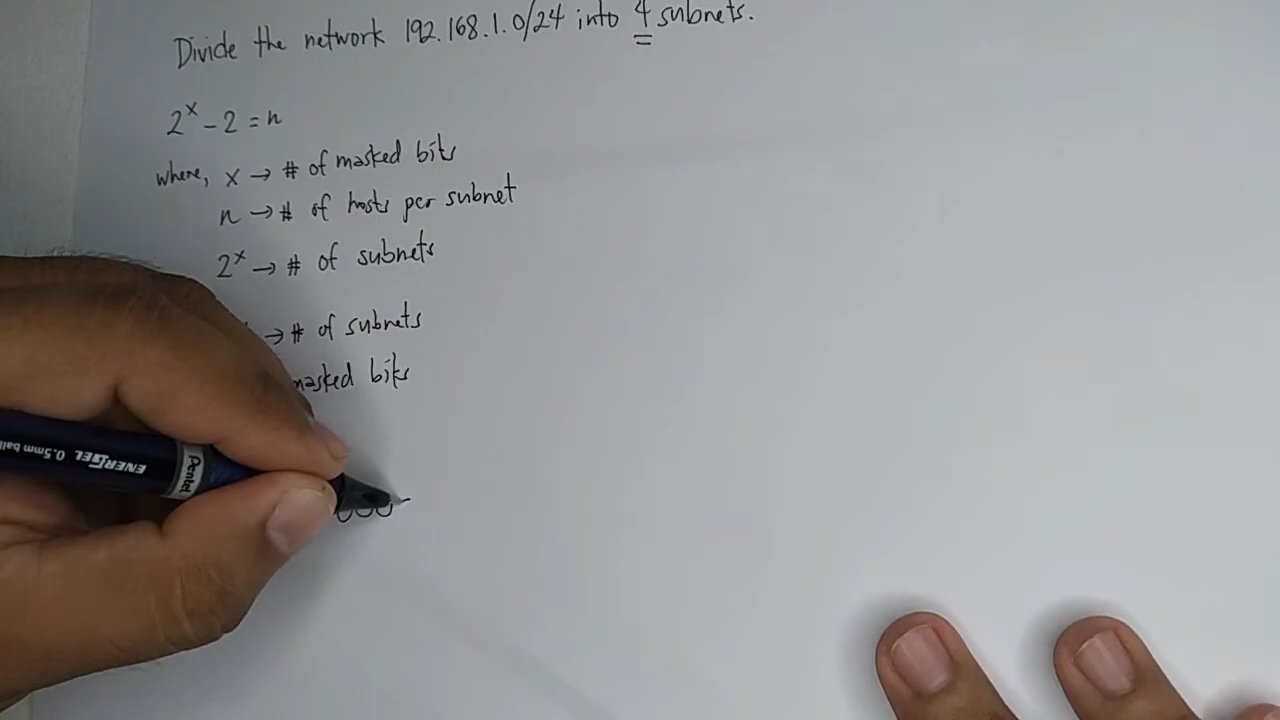 Divide the network 192.168.1.0/24 into 4 subnets.
2^x - 2 = n
where, x → # of masked bits
n → # of hosts per subnet
2^x → # of subnets
→ # of subnets
masked bits
ENERGEL 0.5mm ball
Pentel